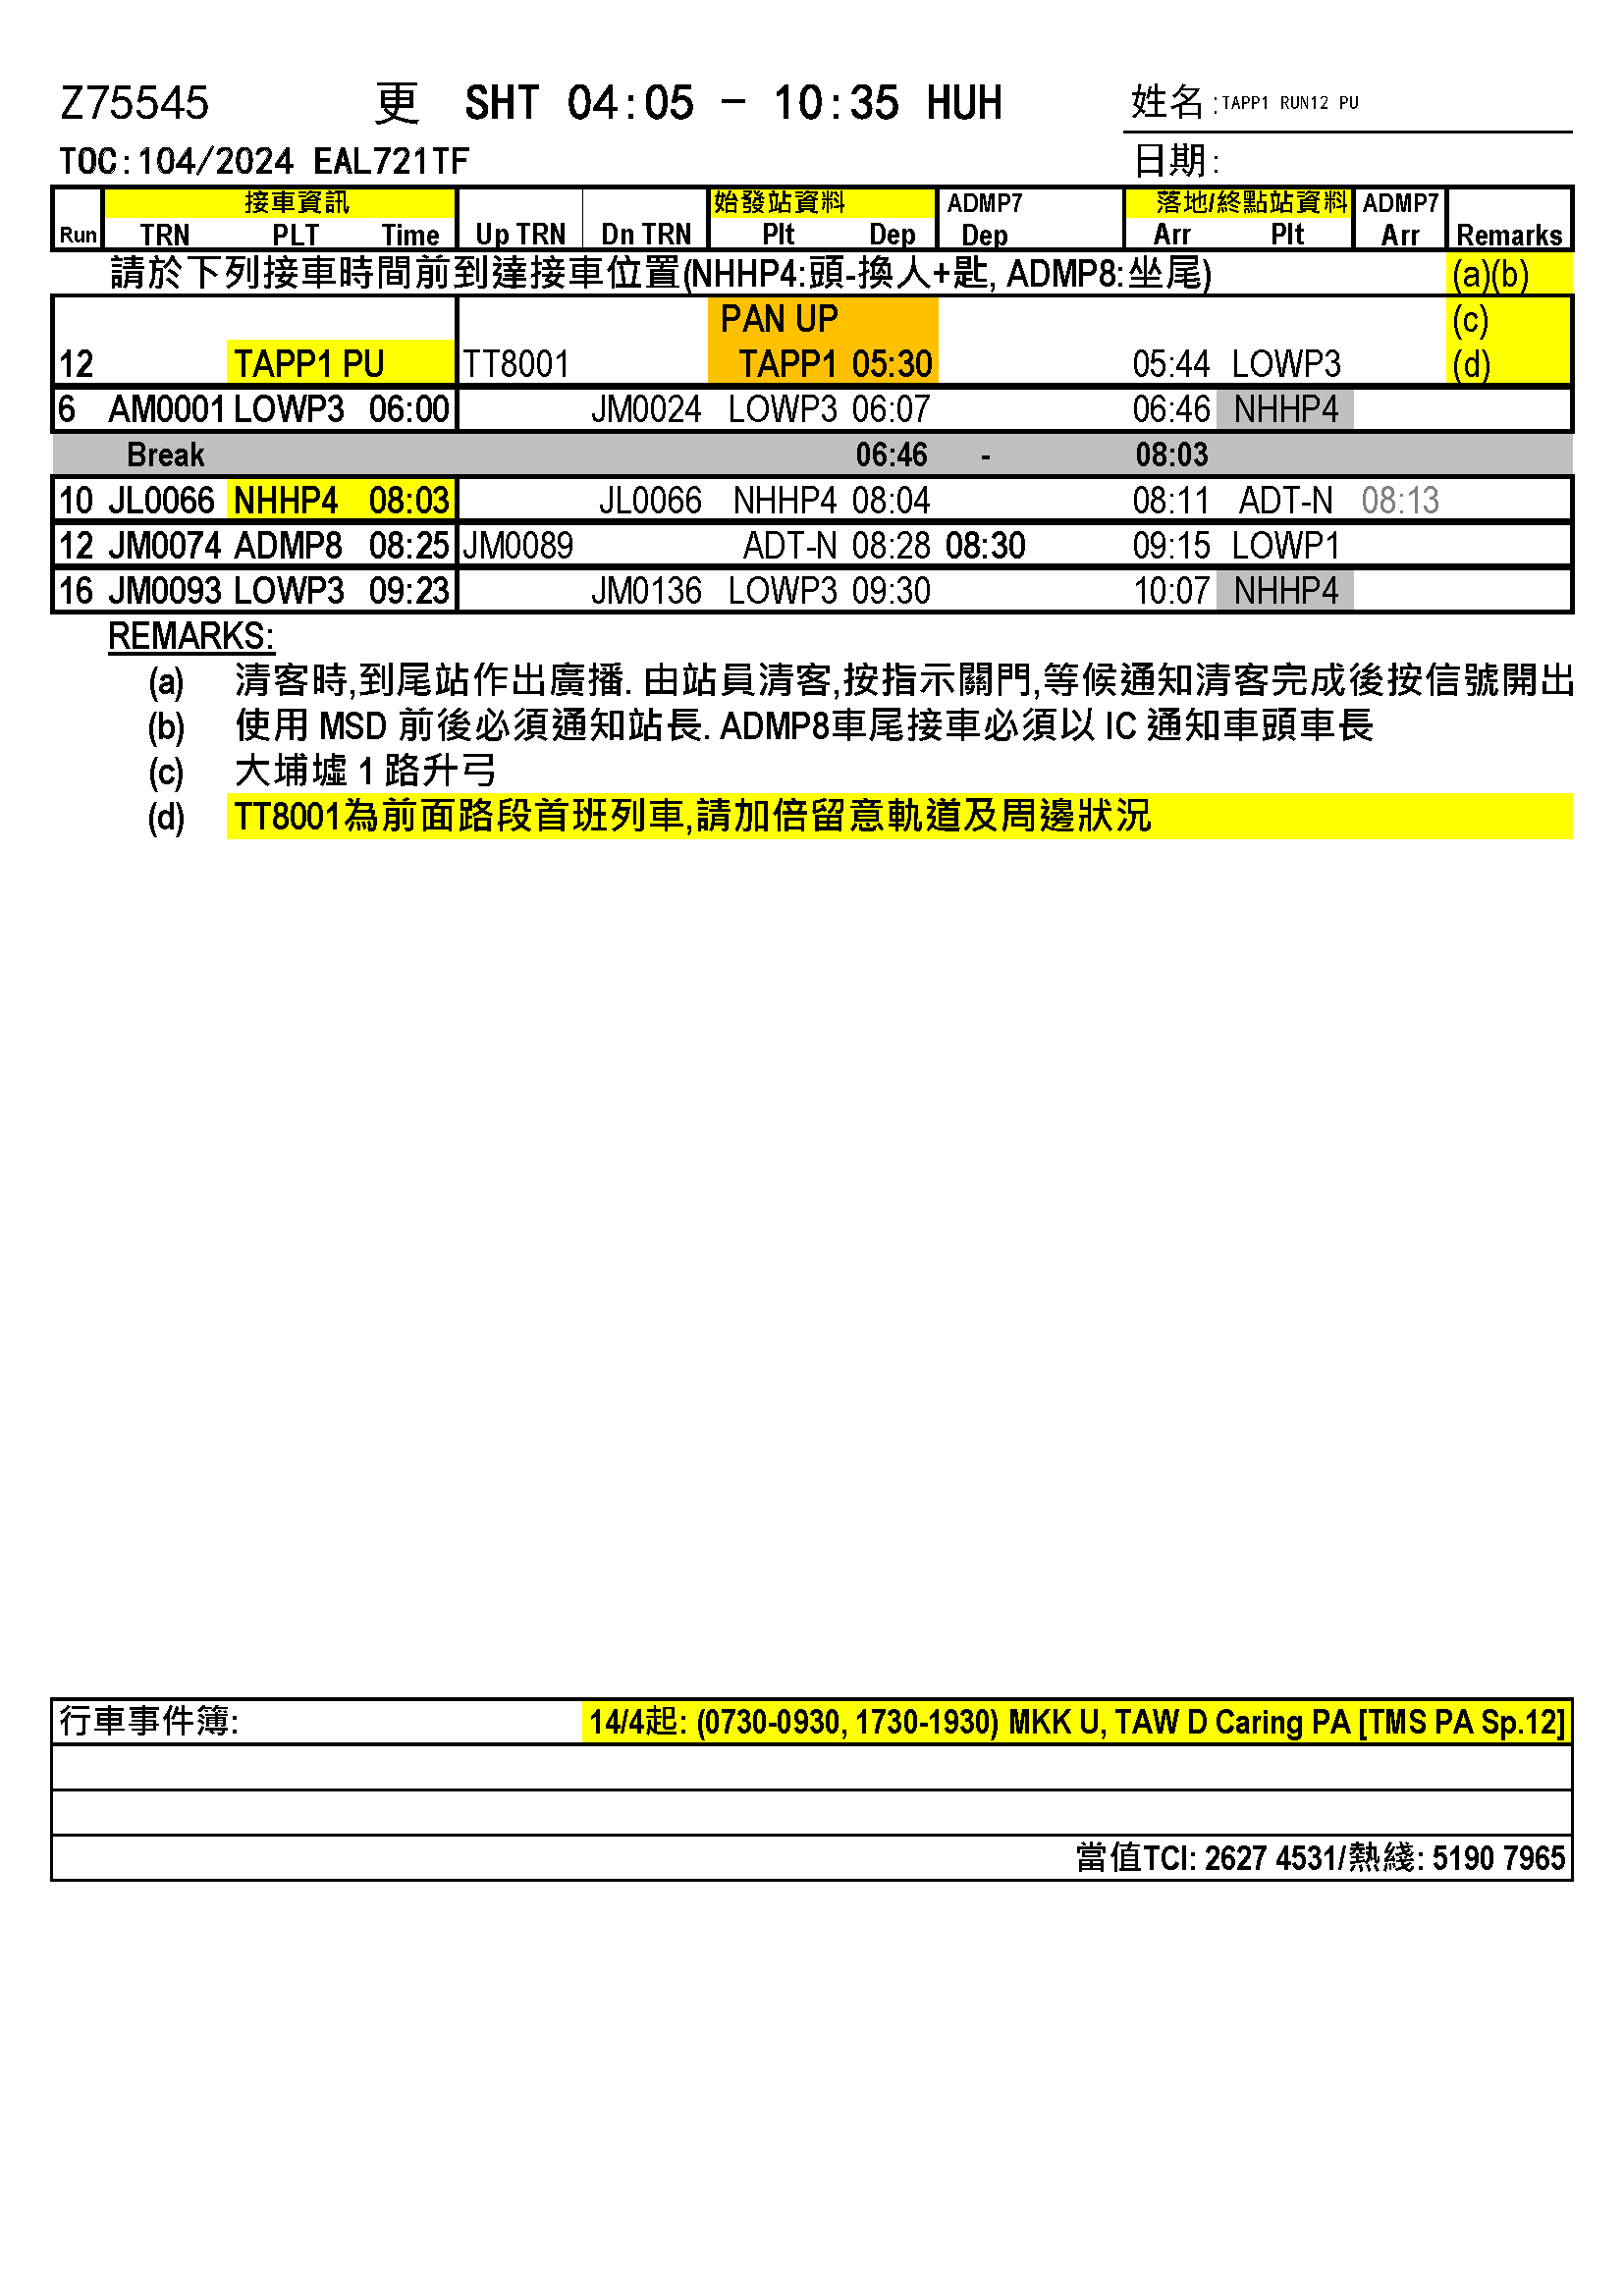 Z75545 更 SHT 04:05 - 10:35 HUH 姓名:TAPP1 RUN12 PU
TOC:104/2024 EAL721TF 日期:
接車資訊 始發站資料 ADMP7 落地/終點站資料 ADMP7
Run TRN PLT Time Up TRN Dn TRN Plt Dep Dep Arr Plt Arr Remarks
請於下列接車時間前到達接車位置(NHHP4:頭-換人+匙, ADMP8:坐尾) (a)(b)
PAN UP (c)
12 TAPP1 PU TT8001 TAPP1 05:30 05:44 LOWP3 (d)
6 AM0001 LOWP3 06:00 JM0024 LOWP3 06:07 06:46 NHHP4
Break 06:46 - 08:03
10 JL0066 NHHP4 08:03 JL0066 NHHP4 08:04 08:11 ADT-N 08:13
12 JM0074 ADMP8 08:25 JM0089 ADT-N 08:28 08:30 09:15 LOWP1
16 JM0093 LOWP3 09:23 JM0136 LOWP3 09:30 10:07 NHHP4
REMARKS:
(a) 清客時,到尾站作出廣播. 由站員清客,按指示關門,等候通知清客完成後按信號開出
(b) 使用 MSD 前後必須通知站長. ADMP8車尾接車必須以 IC 通知車頭車長
(c) 大埔墟 1 路升弓
(d) TT8001為前面路段首班列車,請加倍留意軌道及周邊狀況
行車事件簿: 14/4起: (0730-0930, 1730-1930) MKK U, TAW D Caring PA [TMS PA Sp.12]
當值TCI: 2627 4531/熱綫: 5190 7965